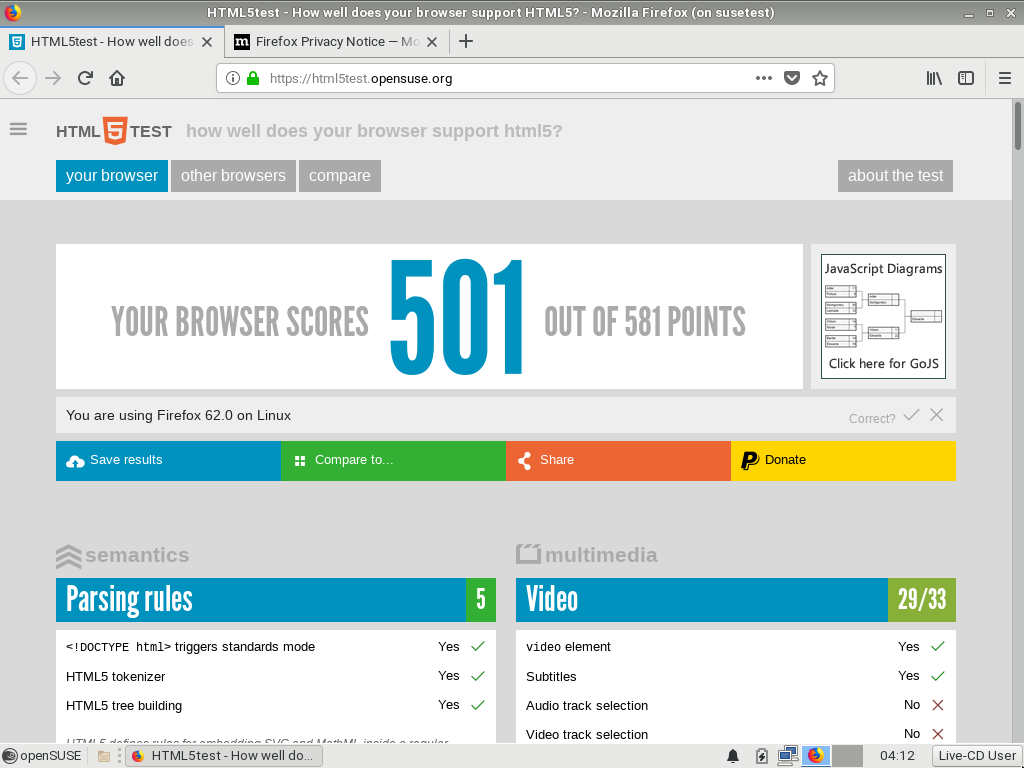 HTML5test - How well does your browser support HTML5? - Mozilla Firefox (on susetest)
HTML5test - How well does
Firefox Privacy Notice — Mo
https://html5test.opensuse.org
HTML 5 TEST how well does your browser support html5?
your browser other browsers compare about the test
YOUR BROWSER SCORES 501 OUT OF 581 POINTS
JavaScript Diagrams
Click here for GoJS
You are using Firefox 62.0 on Linux Correct?
Save results Compare to... Share Donate
semantics
Parsing rules 5
<!DOCTYPE html> triggers standards mode Yes
HTML5 tokenizer Yes
HTML5 tree building Yes
HTML5 defines rules for embedding SVG and MathML inside a regular
multimedia
Video 29/33
video element Yes
Subtitles Yes
Audio track selection No
Video track selection No
openSUSE HTML5test - How well do... 04:12 Live-CD User